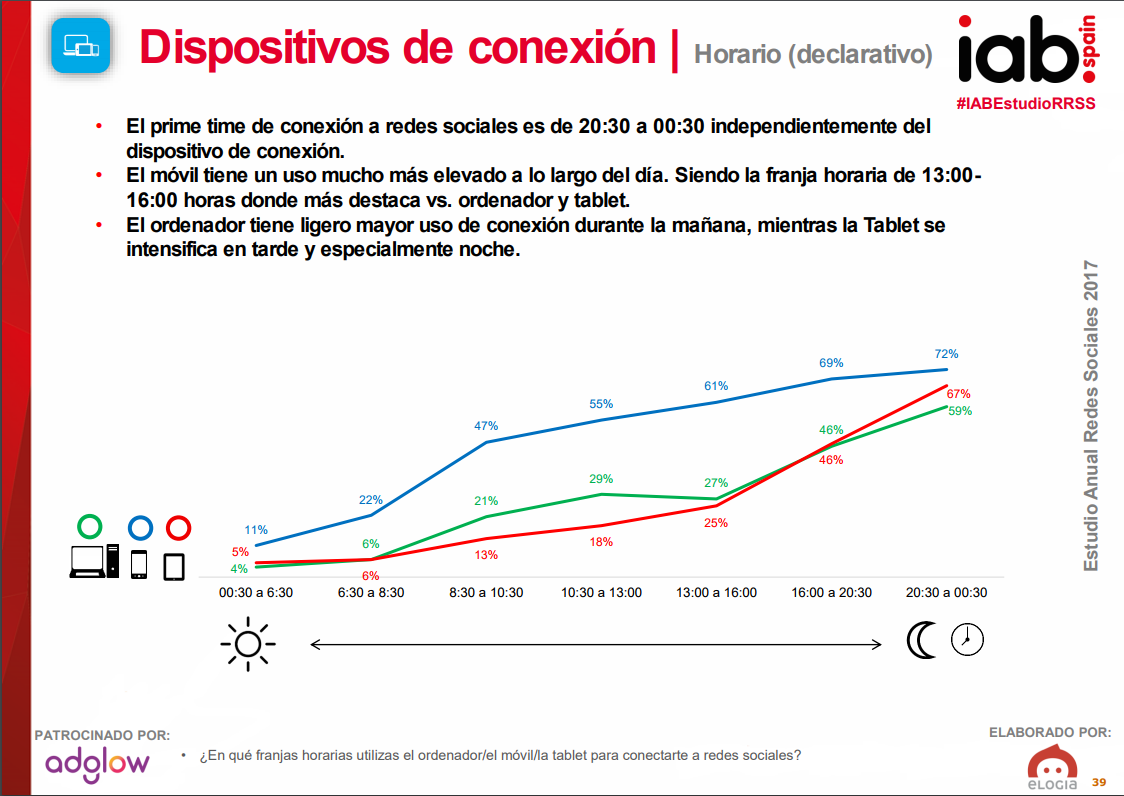 Dispositivos de conexión | Horario (declarativo)
iab.spain
#IABEstudioRRSS
• El prime time de conexión a redes sociales es de 20:30 a 00:30 independientemente del
dispositivo de conexión.
• El móvil tiene un uso mucho más elevado a lo largo del día. Siendo la franja horaria de 13:00-
16:00 horas donde más destaca vs. ordenador y tablet.
• El ordenador tiene ligero mayor uso de conexión durante la mañana, mientras la Tablet se
intensifica en tarde y especialmente noche.
Estudio Anual Redes Sociales 2017
11% 22% 47% 55% 61% 69% 72%
4% 6% 21% 29% 27% 46% 59%
5% 6% 13% 18% 25% 46% 67%
00:30 a 6:30 6:30 a 8:30 8:30 a 10:30 10:30 a 13:00 13:00 a 16:00 16:00 a 20:30 20:30 a 00:30
PATROCINADO POR:
adglow
• ¿En qué franjas horarias utilizas el ordenador/el móvil/la tablet para conectarte a redes sociales?
ELABORADO POR:
eLOGIA
39